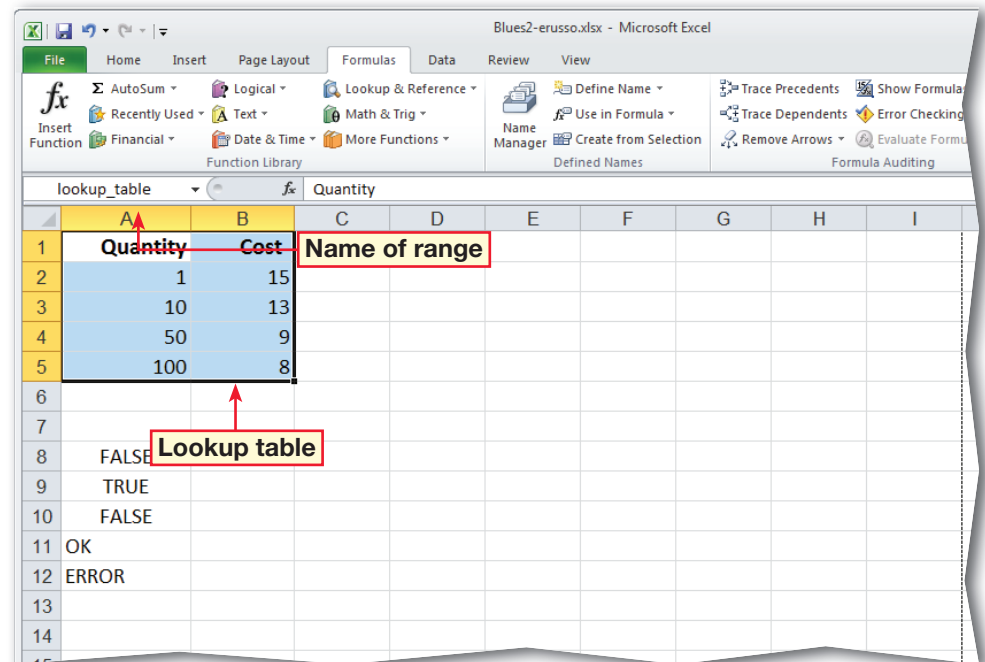 Blues2-erusso.xlsx - Microsoft Excel
File Home Insert Page Layout Formulas Data Review View
fx Σ AutoSum Logical Lookup & Reference Define Name Trace Precedents Show Formulas
Recently Used Text Math & Trig Use in Formula Trace Dependents Error Checking
Insert Function Financial Date & Time More Functions Name Manager Create from Selection Remove Arrows Evaluate Formu
Function Library Defined Names Formula Auditing
lookup_table fx Quantity
A B C D E F G H I
1 Quantity Cost Name of range
2 1 15
3 10 13
4 50 9
5 100 8
6
7
Lookup table
8 FALSE
9 TRUE
10 FALSE
11 OK
12 ERROR
13
14